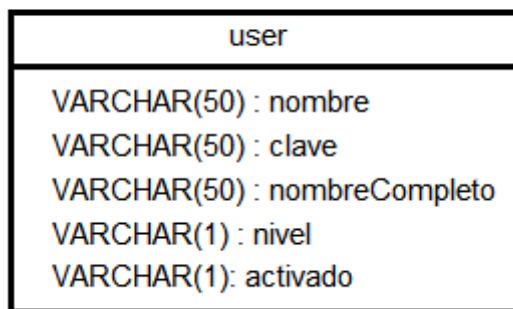 user
VARCHAR(50) : nombre
VARCHAR(50) : clave
VARCHAR(50) : nombreCompleto
VARCHAR(1) : nivel
VARCHAR(1): activado